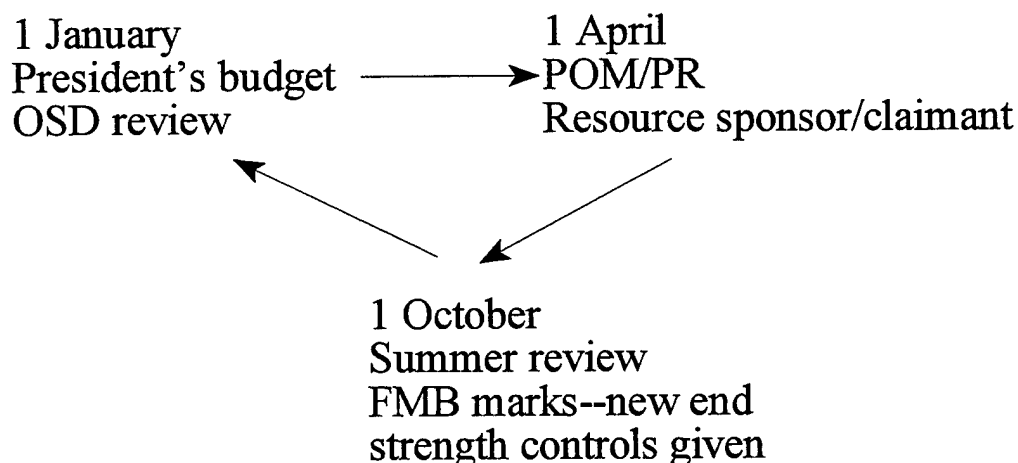 1 January
President's budget
OSD review
1 April
POM/PR
Resource sponsor/claimant
1 October
Summer review
FMB marks--new end
strength controls given